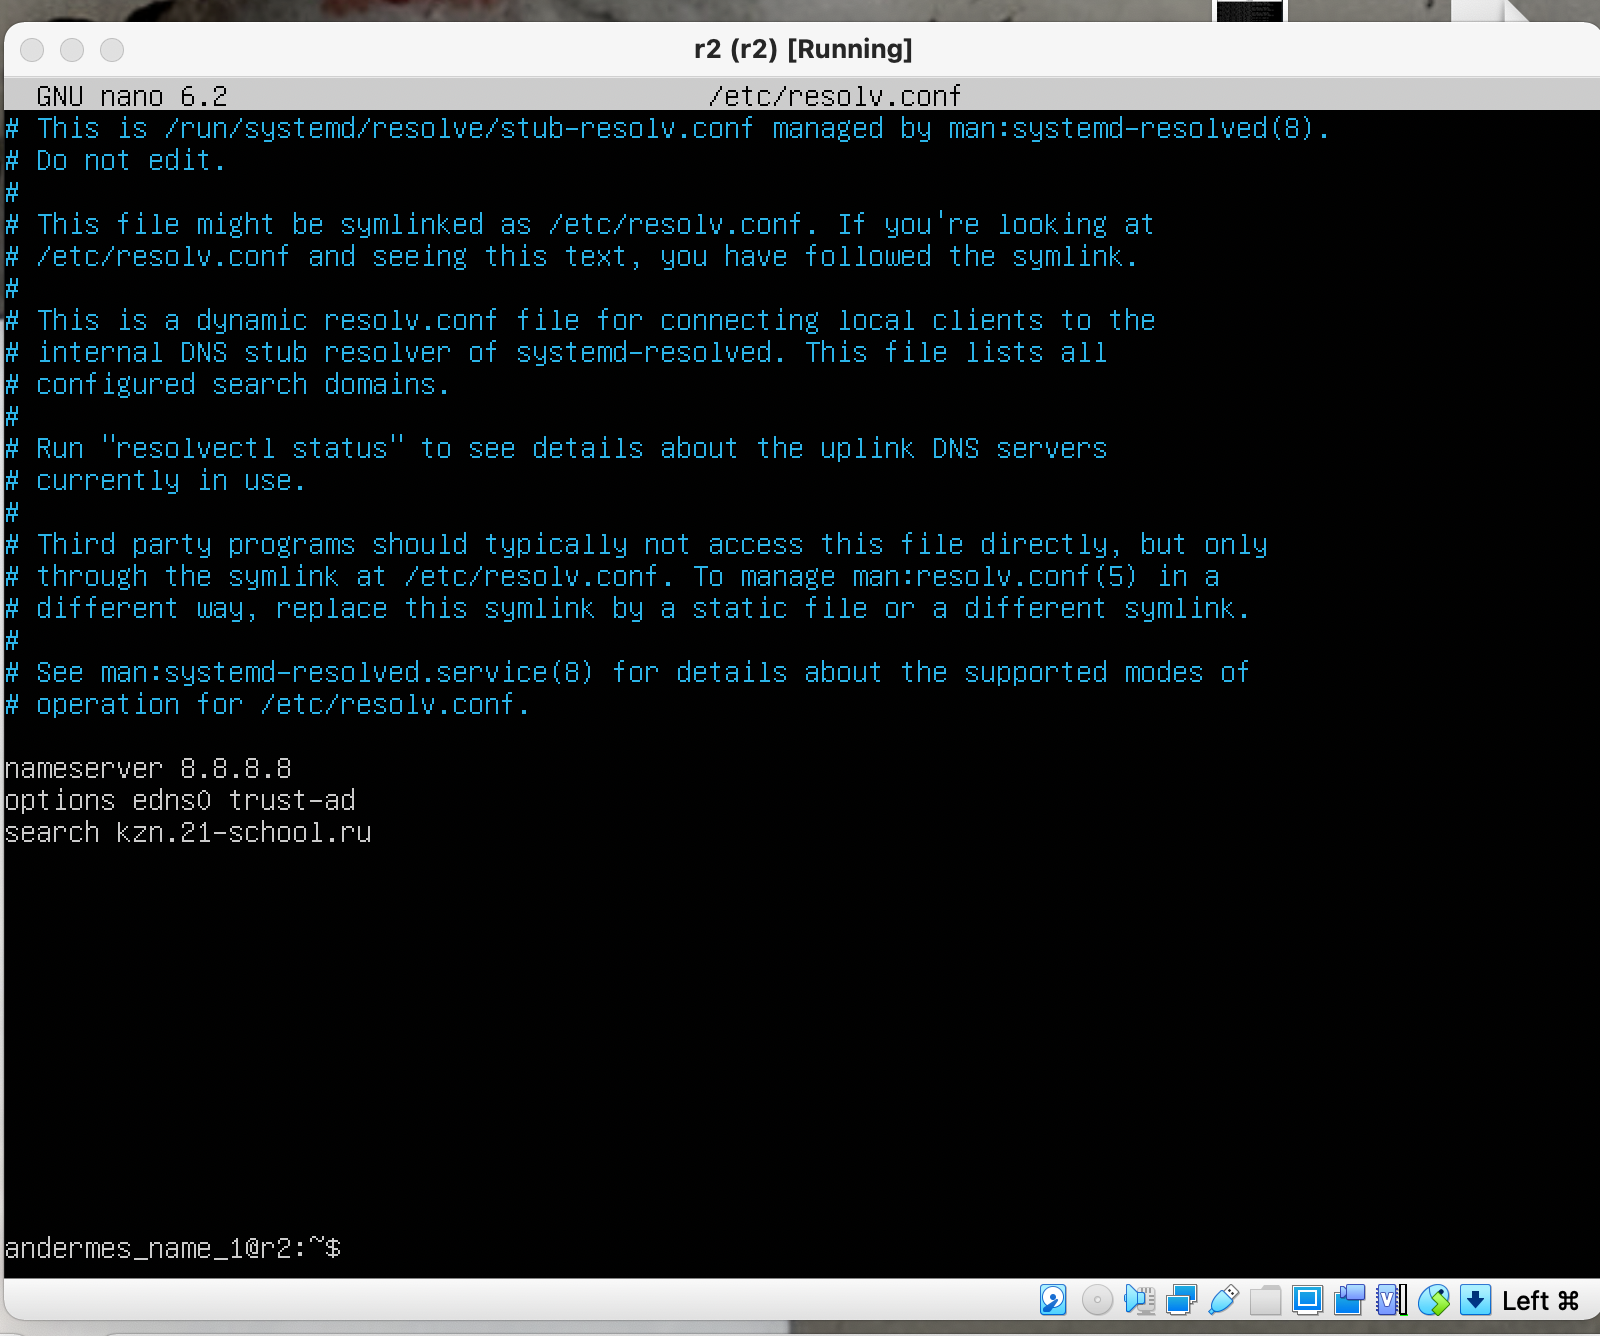 r2 (r2) [Running]
GNU nano 6.2 /etc/resolv.conf
# This is /run/systemd/resolve/stub-resolv.conf managed by man:systemd-resolved(8).
# Do not edit.
#
# This file might be symlinked as /etc/resolv.conf. If you're looking at
# /etc/resolv.conf and seeing this text, you have followed the symlink.
#
# This is a dynamic resolv.conf file for connecting local clients to the
# internal DNS stub resolver of systemd-resolved. This file lists all
# configured search domains.
#
# Run "resolvectl status" to see details about the uplink DNS servers
# currently in use.
#
# Third party programs should typically not access this file directly, but only
# through the symlink at /etc/resolv.conf. To manage man:resolv.conf(5) in a
# different way, replace this symlink by a static file or a different symlink.
#
# See man:systemd-resolved.service(8) for details about the supported modes of
# operation for /etc/resolv.conf.
nameserver 8.8.8.8
options edns0 trust-ad
search kzn.21-school.ru
andermes_name_1@r2:~$
Left ⌘